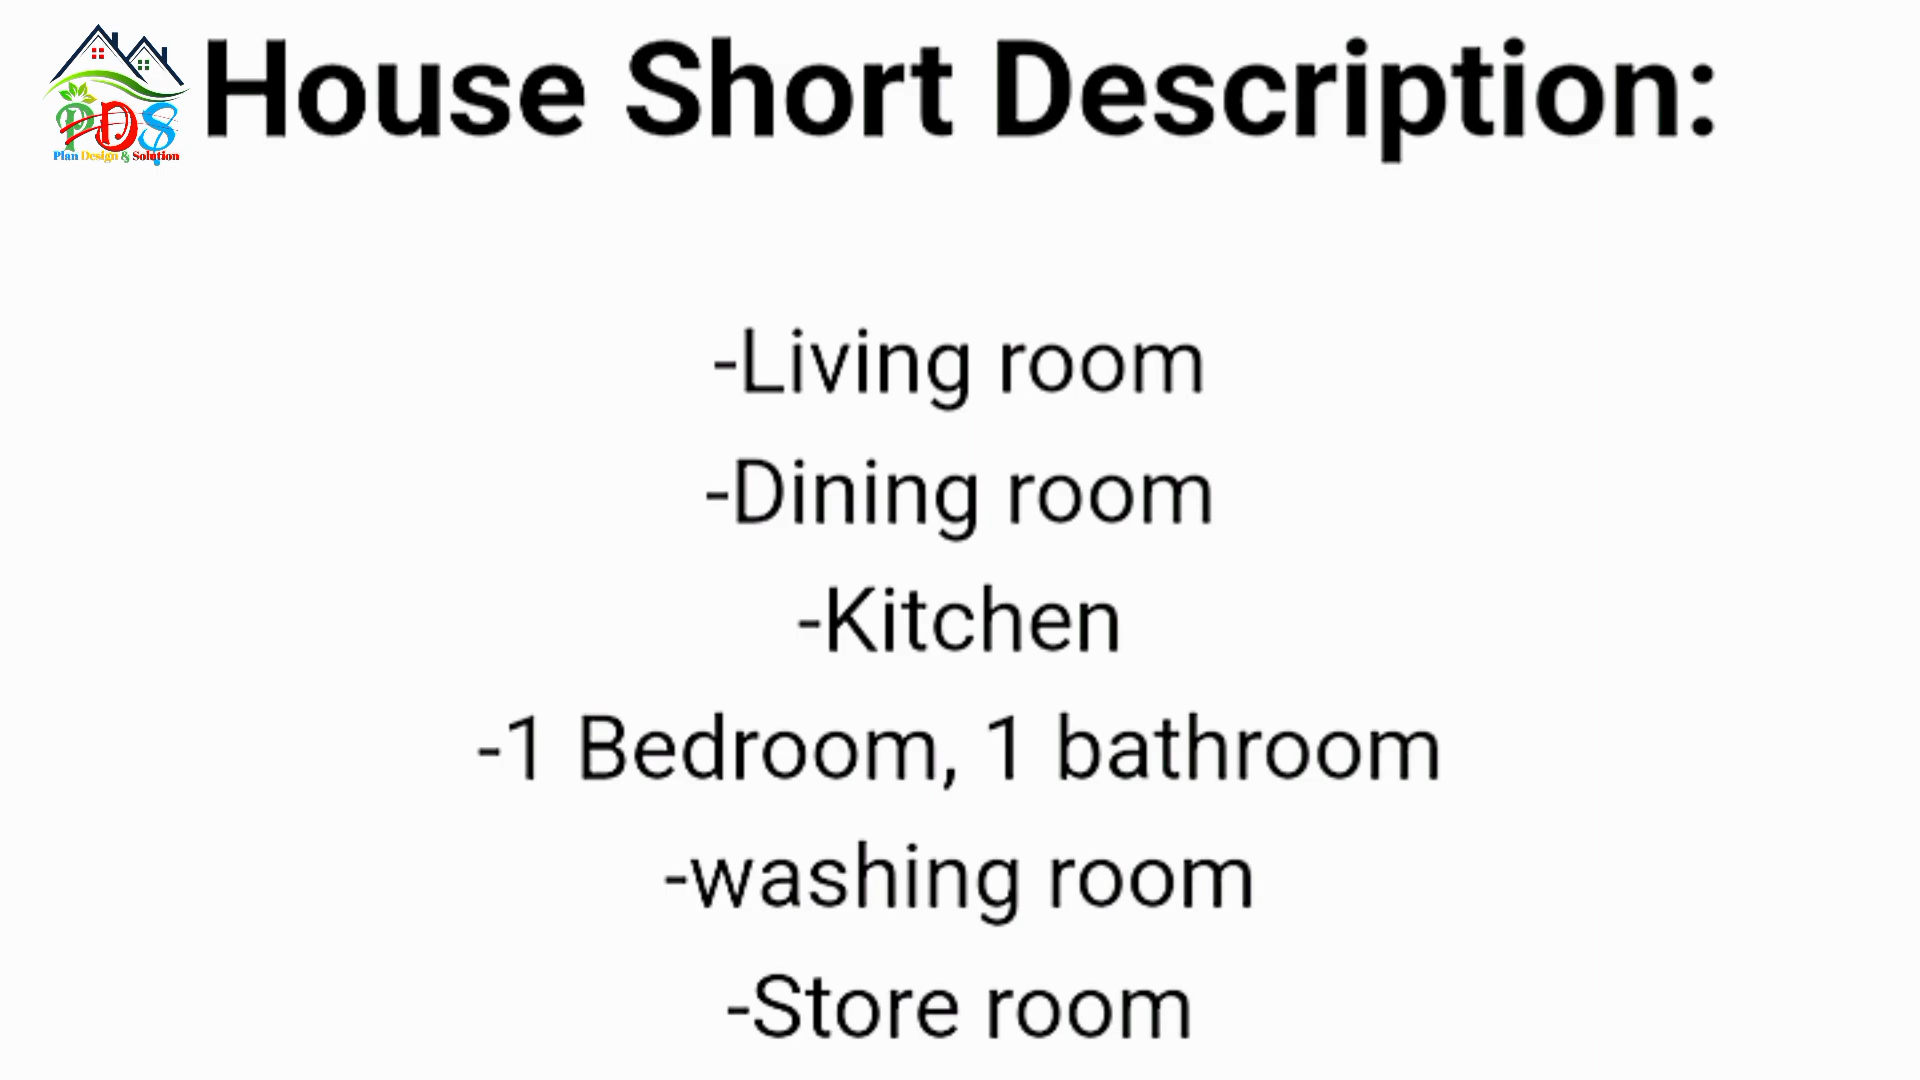 House Short Description:
PDS
Plan Design & Solution
-Living room
-Dining room
-Kitchen
-1 Bedroom, 1 bathroom
-washing room
-Store room